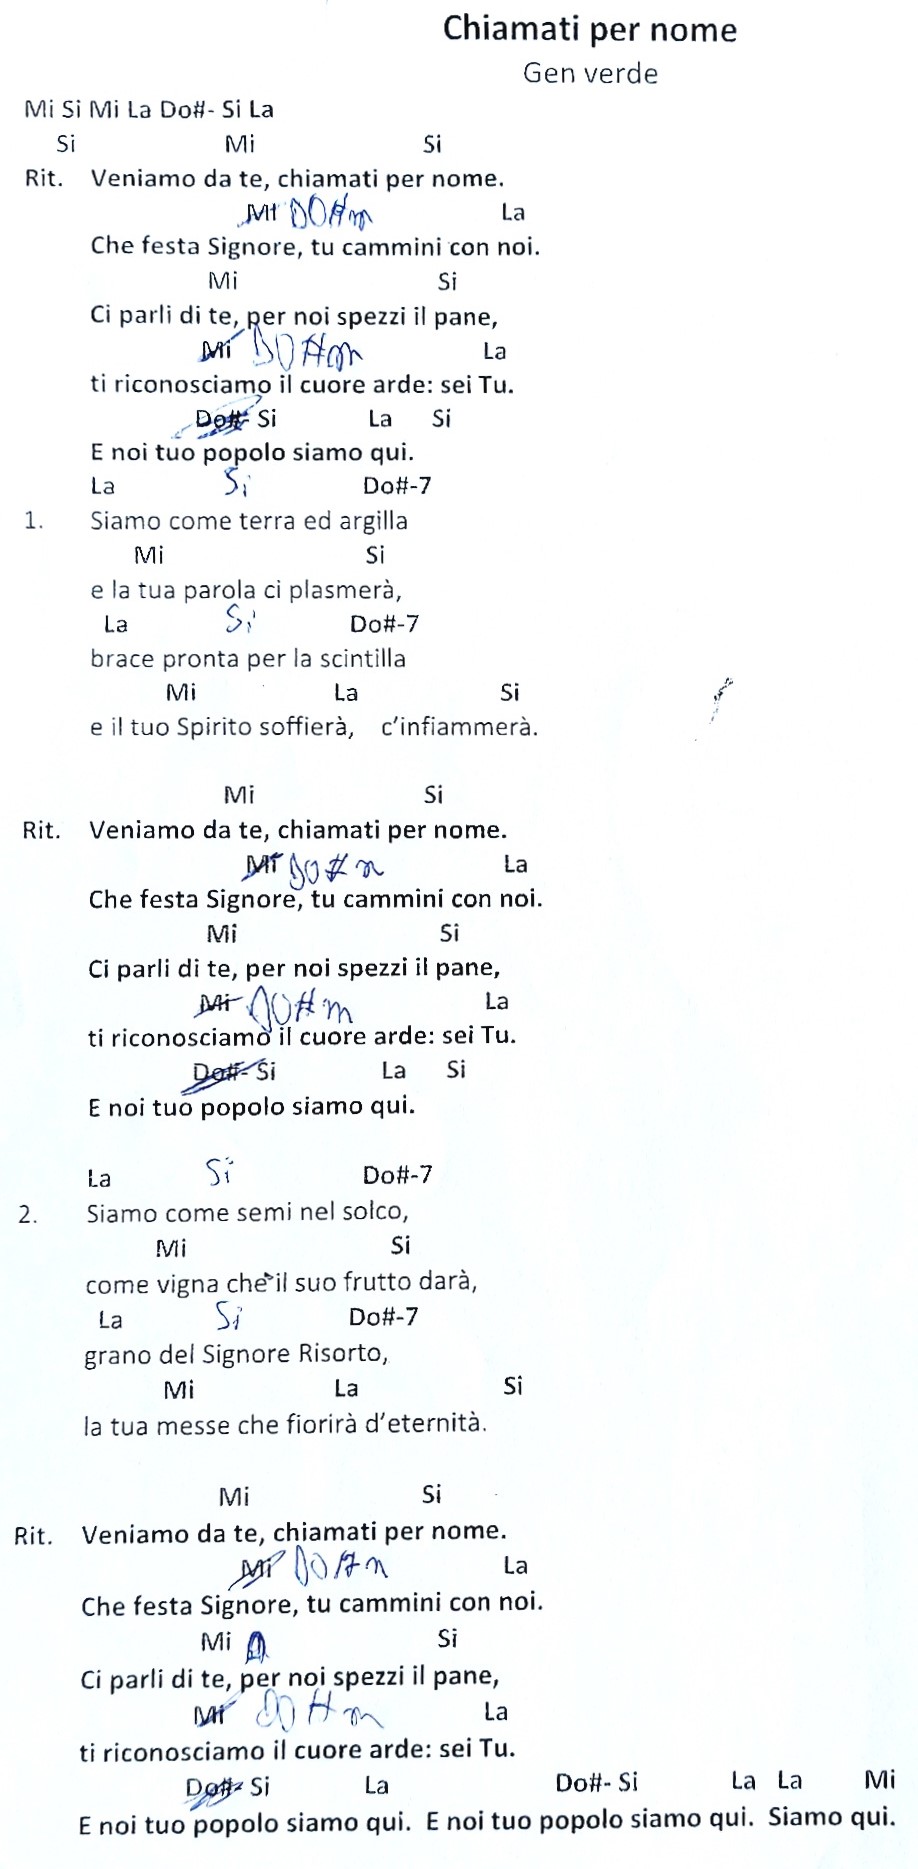 Chiamati per nome
Gen verde
Mi Si Mi La Do#- Si La
Si Mi Si
Rit. Veniamo da te, chiamati per nome.
Mi DO#m La
Che festa Signore, tu cammini con noi.
Mi Si
Ci parli di te, per noi spezzi il pane,
Mi DO#m La
ti riconosciamo il cuore arde: sei Tu.
Do#- Si La Si
E noi tuo popolo siamo qui.
La Si Do#-7
1. Siamo come terra ed argilla
Mi Si
e la tua parola ci plasmerà,
La Si Do#-7
brace pronta per la scintilla
Mi La Si
e il tuo Spirito soffierà, c'infiammerà.
Mi Si
Rit. Veniamo da te, chiamati per nome.
Mi DO#m La
Che festa Signore, tu cammini con noi.
Mi Si
Ci parli di te, per noi spezzi il pane,
Mi DO#m La
ti riconosciamo il cuore arde: sei Tu.
Do#- Si La Si
E noi tuo popolo siamo qui.
La Si Do#-7
2. Siamo come semi nel solco,
Mi Si
come vigna che il suo frutto darà,
La Si Do#-7
grano del Signore Risorto,
Mi La Si
la tua messe che fiorirà d'eternità.
Mi Si
Rit. Veniamo da te, chiamati per nome.
Mi DO#m La
Che festa Signore, tu cammini con noi.
Mi Si
Ci parli di te, per noi spezzi il pane,
Mi DO#m La
ti riconosciamo il cuore arde: sei Tu.
Do#- Si La Do#- Si La La Mi
E noi tuo popolo siamo qui. E noi tuo popolo siamo qui. Siamo qui.